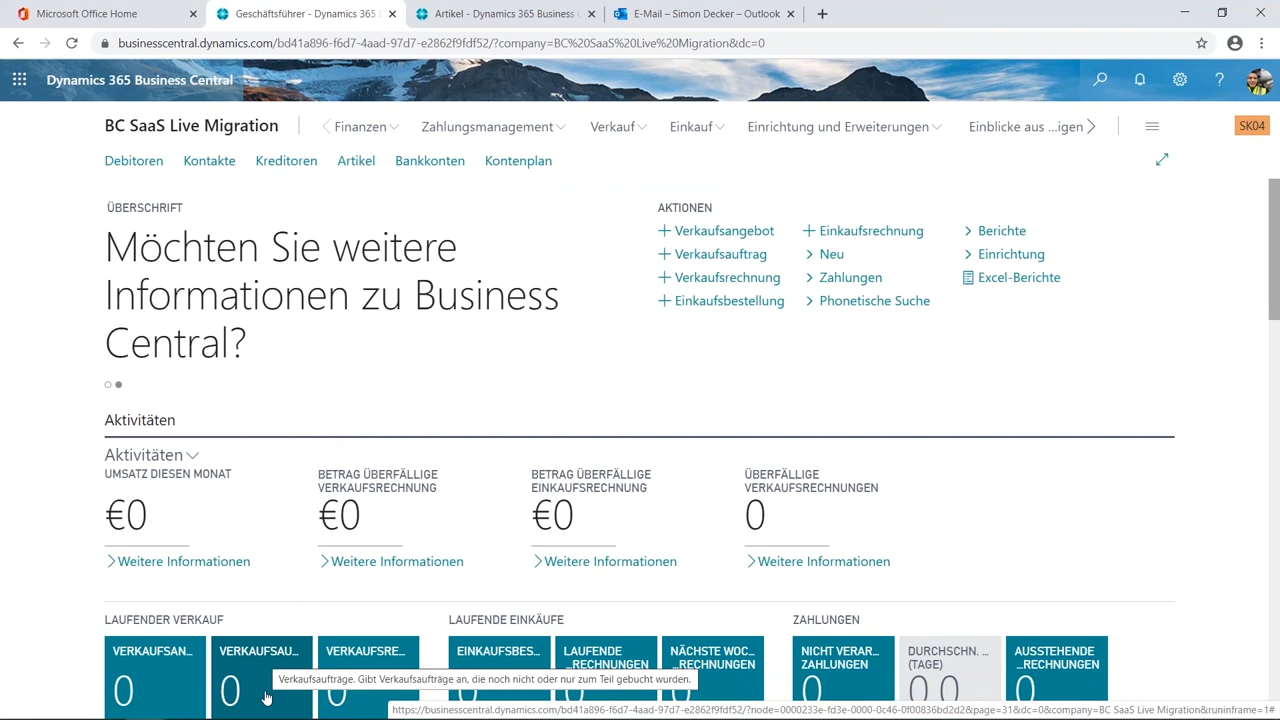 Microsoft Office Home
Geschäftsführer - Dynamics 365 B
Artikel - Dynamics 365 Business C
E-Mail – Simon Decker – Outlook
businesscentral.dynamics.com/bd41a896-f6d7-4aad-97d7-e2862f9fdf52/?company=BC%20SaaS%20Live%20Migration&dc=0
Dynamics 365 Business Central
BC SaaS Live Migration
Finanzen
Zahlungsmanagement
Verkauf
Einkauf
Einrichtung und Erweiterungen
Einblicke aus ...igen
SK04
Debitoren
Kontakte
Kreditoren
Artikel
Bankkonten
Kontenplan
ÜBERSCHRIFT
Möchten Sie weitere
Informationen zu Business
Central?
AKTIONEN
Verkaufsangebot
Verkaufsauftrag
Verkaufsrechnung
Einkaufsbestellung
Einkaufsrechnung
Neu
Zahlungen
Phonetische Suche
Berichte
Einrichtung
Excel-Berichte
Aktivitäten
Aktivitäten
UMSATZ DIESEN MONAT
€0
Weitere Informationen
BETRAG ÜBERFÄLLIGE
VERKAUFSRECHNUNG
€0
Weitere Informationen
BETRAG ÜBERFÄLLIGE
EINKAUFSRECHNUNG
€0
Weitere Informationen
ÜBERFÄLLIGE
VERKAUFSRECHNUNGEN
0
Weitere Informationen
LAUFENDER VERKAUF
VERKAUFSAN...
0
VERKAUFSAU...
0
VERKAUFSRE...
LAUFENDE EINKÄUFE
EINKAUFSBES...
LAUFENDE
...RECHNUNGEN
NÄCHSTE WOC...
...RECHNUNGEN
ZAHLUNGEN
NICHT VERAR...
ZAHLUNGEN
0
DURCHSCHN. ...
(TAGE)
0,0
AUSSTEHENDE
...RECHNUNGEN
0
Verkaufsaufträge. Gibt Verkaufsaufträge an, die noch nicht oder nur zum Teil gebucht wurden.
https://businesscentral.dynamics.com/bd41a896-f6d7-4aad-97d7-e2862f9fdf52/?node=0000233e-fd3e-0000-0c46-0f00836bd2d2&page=31&dc=0&company=BC SaaS Live Migration&runinframe=1#